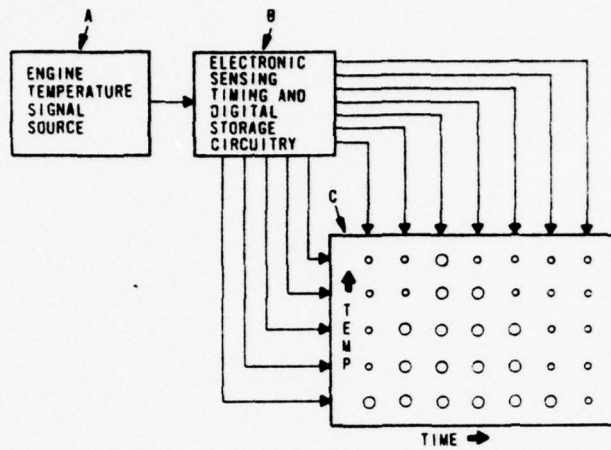 A
B
ENGINE
TEMPERATURE
SIGNAL
SOURCE
ELECTRONIC
SENSING
TIMING AND
DIGITAL
STORAGE
CIRCUITRY
C
TEMP
TIME